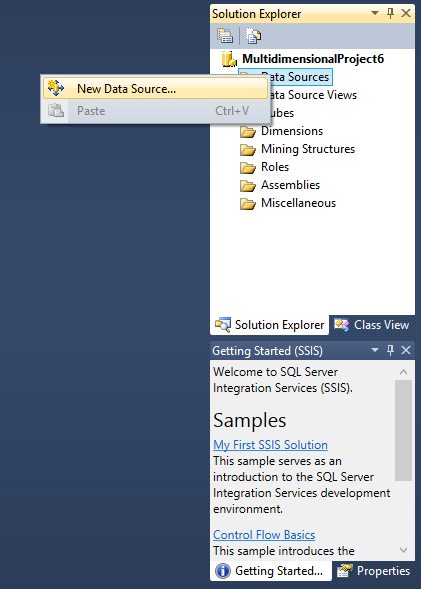 Solution Explorer
MultidimensionalProject6
Data Sources
New Data Source...
Data Source Views
Paste Ctrl+V
Cubes
Dimensions
Mining Structures
Roles
Assemblies
Miscellaneous
Solution Explorer
Class View
Getting Started (SSIS)
Welcome to SQL Server
Integration Services (SSIS).
Samples
My First SSIS Solution
This sample serves as an
introduction to the SQL Server
Integration Services development
environment.
Control Flow Basics
This sample introduces the
Getting Started...
Properties